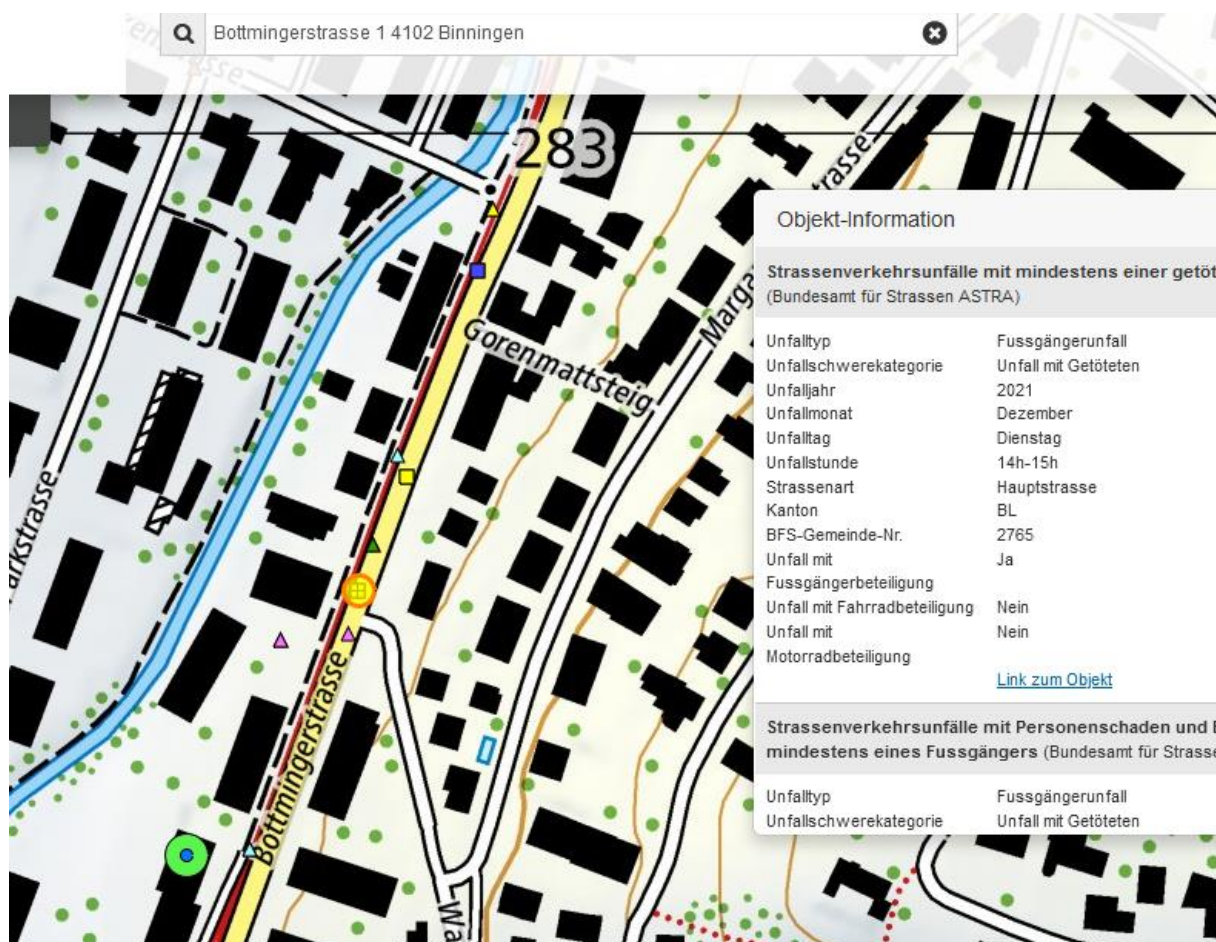 Bottmingerstrasse 1 4102 Binningen
283
Objekt-Information
Strassenverkehrsunfälle mit mindestens einer getöt
(Bundesamt für Strassen ASTRA)
Unfalltyp Fussgängerunfall
Unfallschwerekategorie Unfall mit Getöteten
Unfalljahr 2021
Unfallmonat Dezember
Unfalltag Dienstag
Unfallstunde 14h-15h
Strassenart Hauptstrasse
Kanton BL
BFS-Gemeinde-Nr. 2765
Unfall mit Ja
Fussgängerbeteiligung
Unfall mit Fahrradbeteiligung Nein
Unfall mit Nein
Motorradbeteiligung
Link zum Objekt
Strassenverkehrsunfälle mit Personenschaden und B
mindestens eines Fussgängers (Bundesamt für Strasse
Unfalltyp Fussgängerunfall
Unfallschwerekategorie Unfall mit Getöteten
Gorenmattsteig
Marga
trasse
arkstrasse
Bottmingerstrasse
Wa